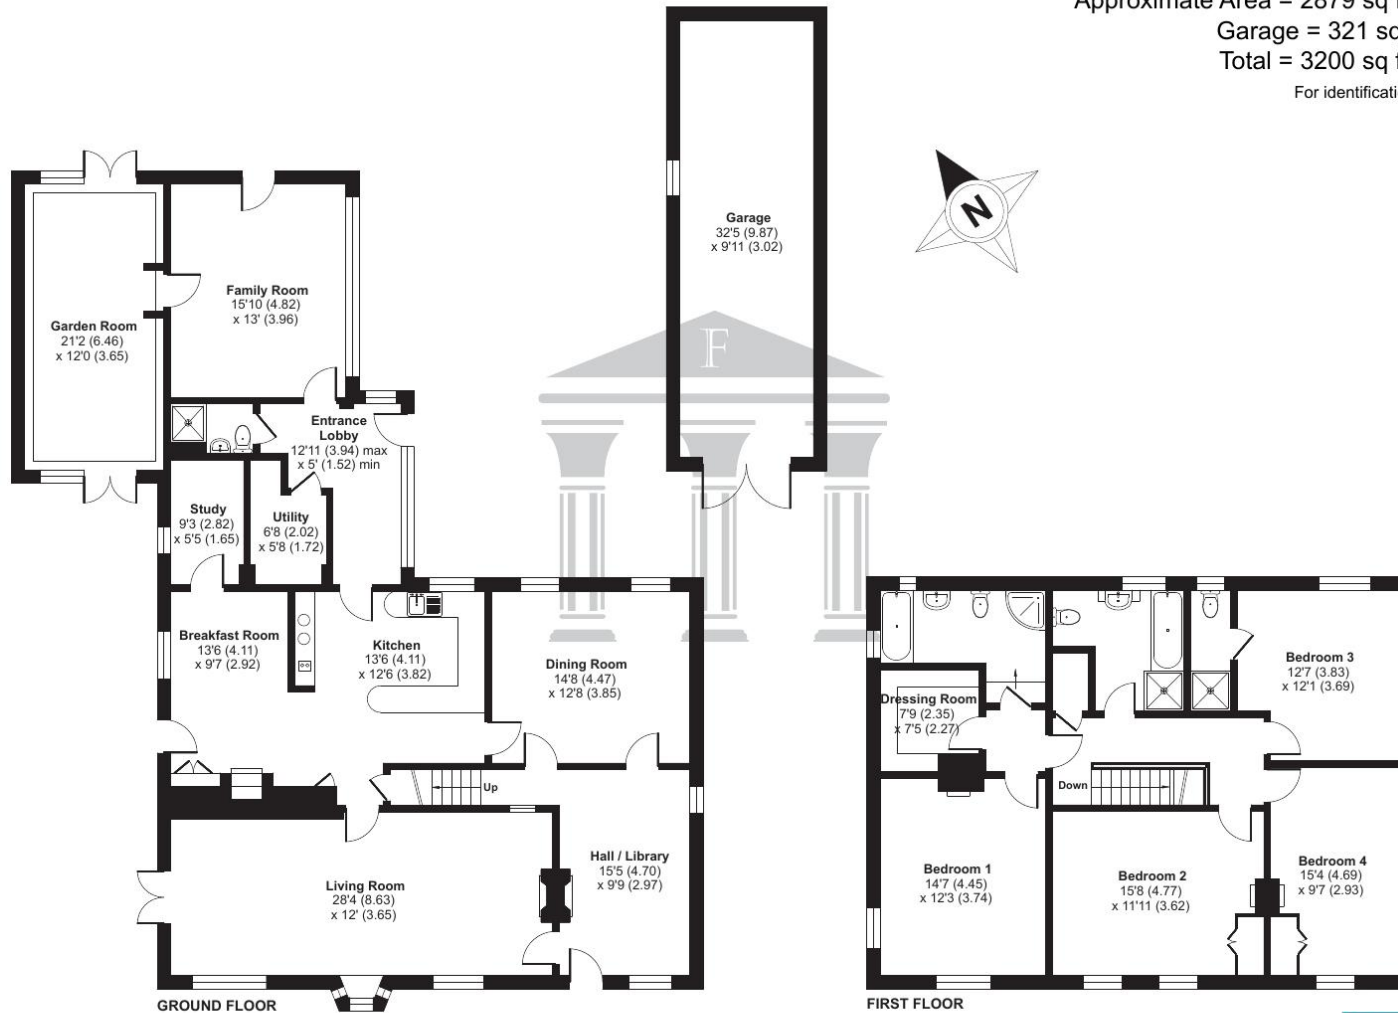 Approximate Area = 2879 sq
Garage = 321 sq
Total = 3200 sq
For
N
Garage
32'5 (9.87)
x 9'11 (3.02)
F
Family Room
15'10 (4.82)
x 13' (3.96)
Garden Room
21'2 (6.46)
x 12'0 (3.65)
Entrance
Lobby
12'11 (3.94) max
x 5' (1.52) min
Study
9'3 (2.82)
x 5'5 (1.65)
Utility
6'8 (2.02)
x 5'8 (1.72)
Breakfast Room
13'6 (4.11)
x 9'7 (2.92)
Kitchen
13'6 (4.11)
x 12'6 (3.82)
Dining Room
14'8 (4.47)
x 12'8 (3.85)
Up
Hall / Library
15'5 (4.70)
x 9'9 (2.97)
Living Room
28'4 (8.63)
x 12' (3.65)
GROUND FLOOR
Bedroom 3
12'7 (3.83)
x 12'1 (3.69)
Dressing Room
7'9 (2.35)
x 7'5 (2.27)
Down
Bedroom 1
14'7 (4.45)
x 12'3 (3.74)
Bedroom 2
15'8 (4.77)
x 11'11 (3.62)
Bedroom 4
15'4 (4.69)
x 9'7 (2.93)
FIRST FLOOR